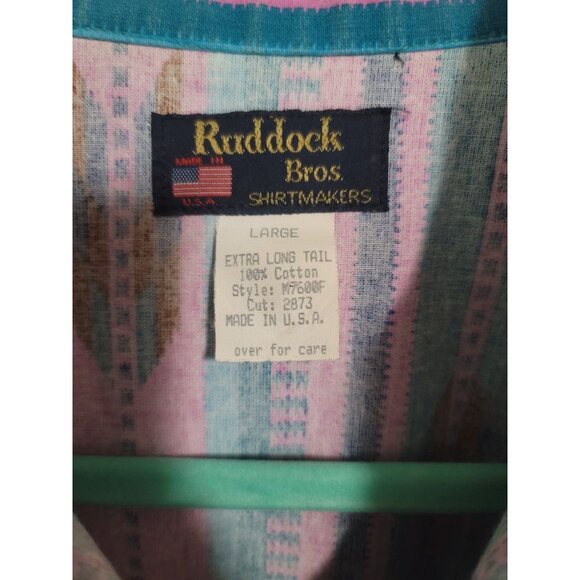 Ruddock
Bros.
MADE IN
U.S.A.
SHIRTMAKERS
LARGE
EXTRA LONG TAIL
100% Cotton
Style: M7600F
Cut: 2873
MADE IN U.S.A.
over for care